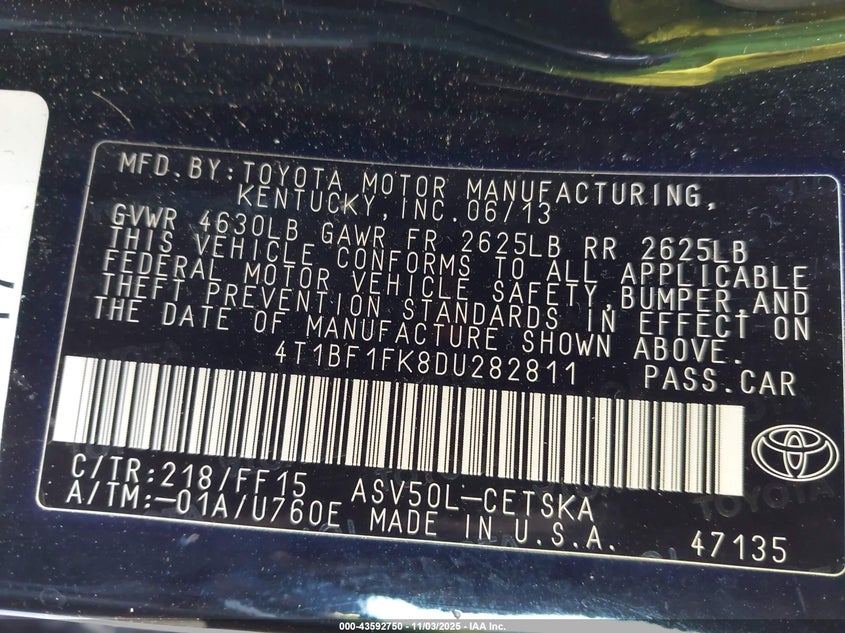 MFD. BY: TOYOTA MOTOR MANUFACTURING,
KENTUCKY, INC. 06/13
GVWR 4630LB GAWR FR 2625LB RR 2625LB
THIS VEHICLE CONFORMS TO ALL APPLICABLE
FEDERAL MOTOR VEHICLE SAFETY, BUMPER, AND
THEFT PREVENTION STANDARDS IN EFFECT ON
THE DATE OF MANUFACTURE SHOWN ABOVE.
4T1BF1FK8DU282811 PASS. CAR
C/TR: 218/FF15 ASV50L-CETSKA
A/TM: -01A/U760E MADE IN U.S.A. 47135
TOYOTA
000-43592750 - 11/03/2025 - IAA Inc.